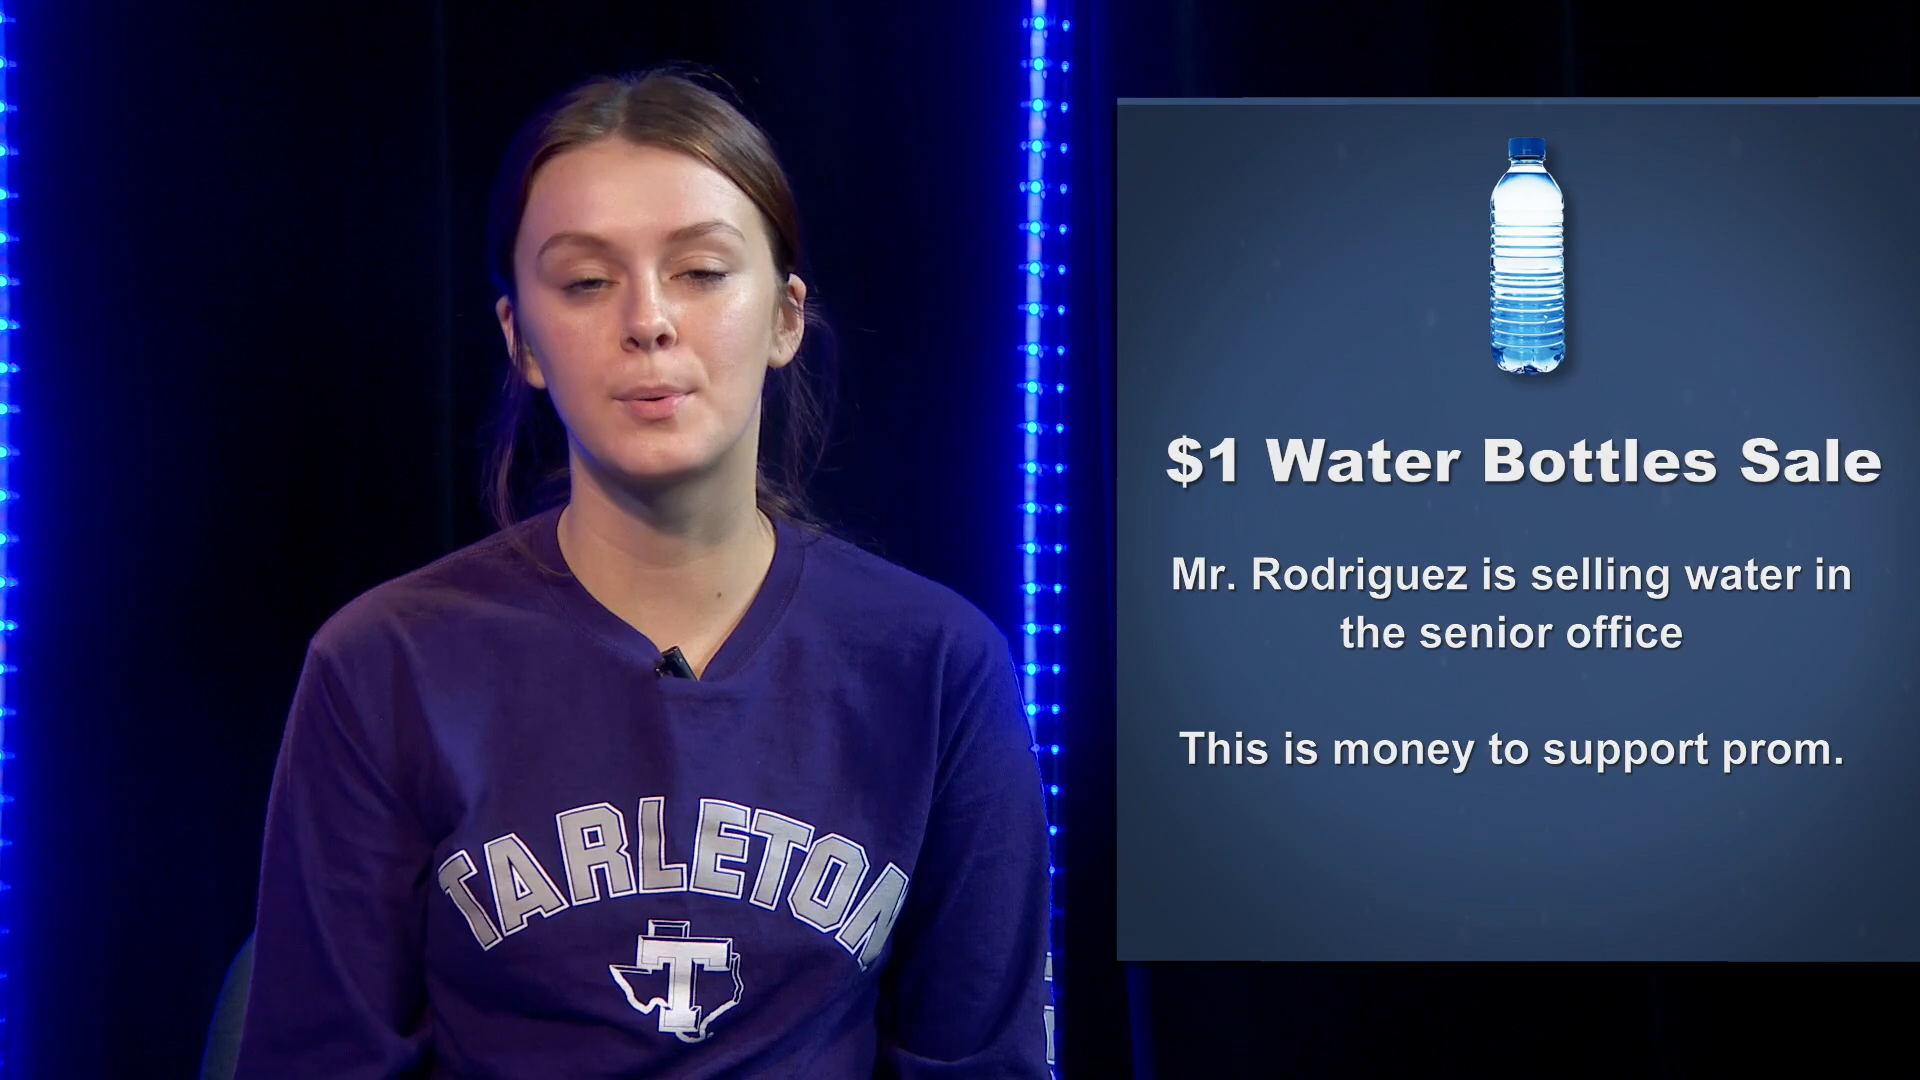 $1 Water Bottles Sale
Mr. Rodriguez is selling water in
the senior office
This is money to support prom.
TARLETON
T